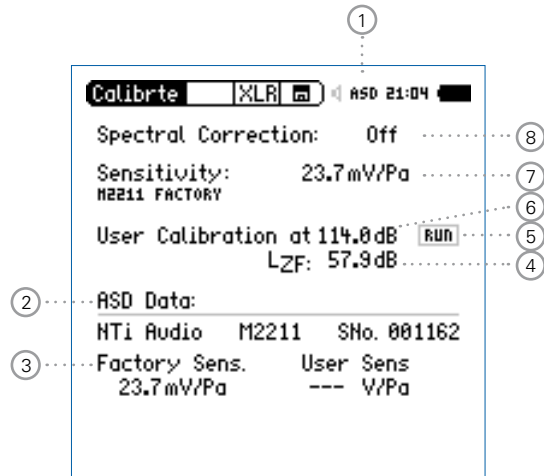 1
Calibrte XLR ASD 21:04
Spectral Correction: Off 8
Sensitivity: 23.7mV/Pa 7
M2211 FACTORY
6
User Calibration at 114.0dB RUN 5
LZF: 57.9dB 4
2 ASD Data:
NTi Audio M2211 SNo. 001162
3 Factory Sens. User Sens
23.7mV/Pa --- V/Pa